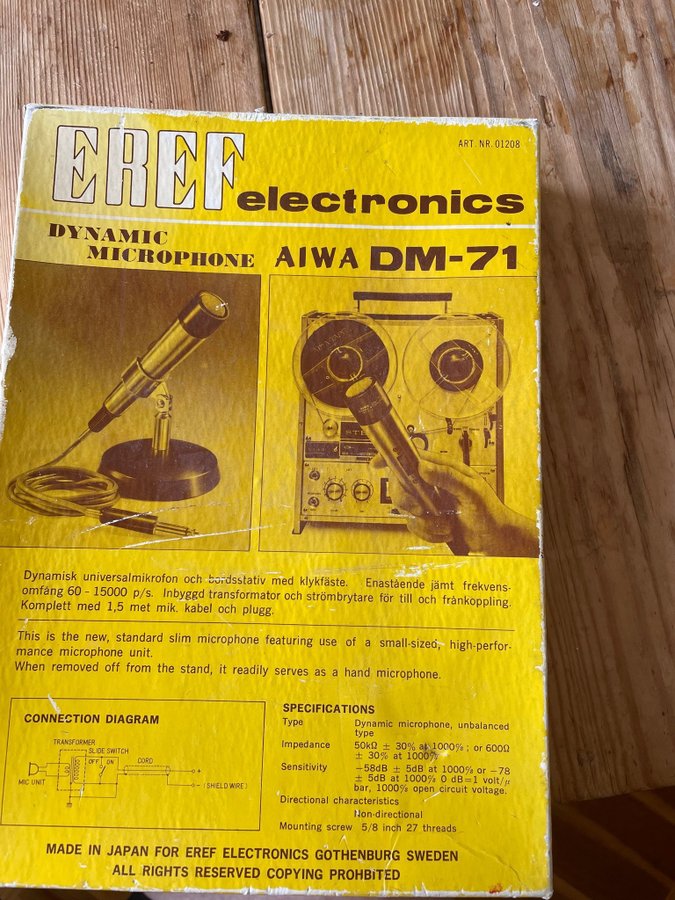 EREF electronics
ART. NR. 01208
DYNAMIC
MICROPHONE
AIWA DM-71
Dynamisk universalmikrofon och bordsstativ med klykfäste. Enastående jämt frekvens-
omfång 60 - 15000 p/s. Inbyggd transformator och strömbrytare för till och frånkoppling.
Komplett med 1,5 met mik. kabel och plugg.
This is the new, standard slim microphone featuring use of a small-sized, high-perfor-
mance microphone unit.
When removed off from the stand, it readily serves as a hand microphone.
CONNECTION DIAGRAM
TRANSFORMER
SLIDE SWITCH
OFF ON
CORD
MIC UNIT
+
- (SHIELD WIRE)
SPECIFICATIONS
Type Dynamic microphone, unbalanced
type
Impedance 50kΩ ± 30% at 1000%; or 600Ω
± 30% at 1000%
Sensitivity -58dB ± 5dB at 1000% or -78
± 5dB at 1000% 0 dB=1 volt/μ
bar, 1000% open circuit voltage.
Directional characteristics
Non-directional
Mounting screw 5/8 inch 27 threads
MADE IN JAPAN FOR EREF ELECTRONICS GOTHENBURG SWEDEN
ALL RIGHTS RESERVED COPYING PROHBITED